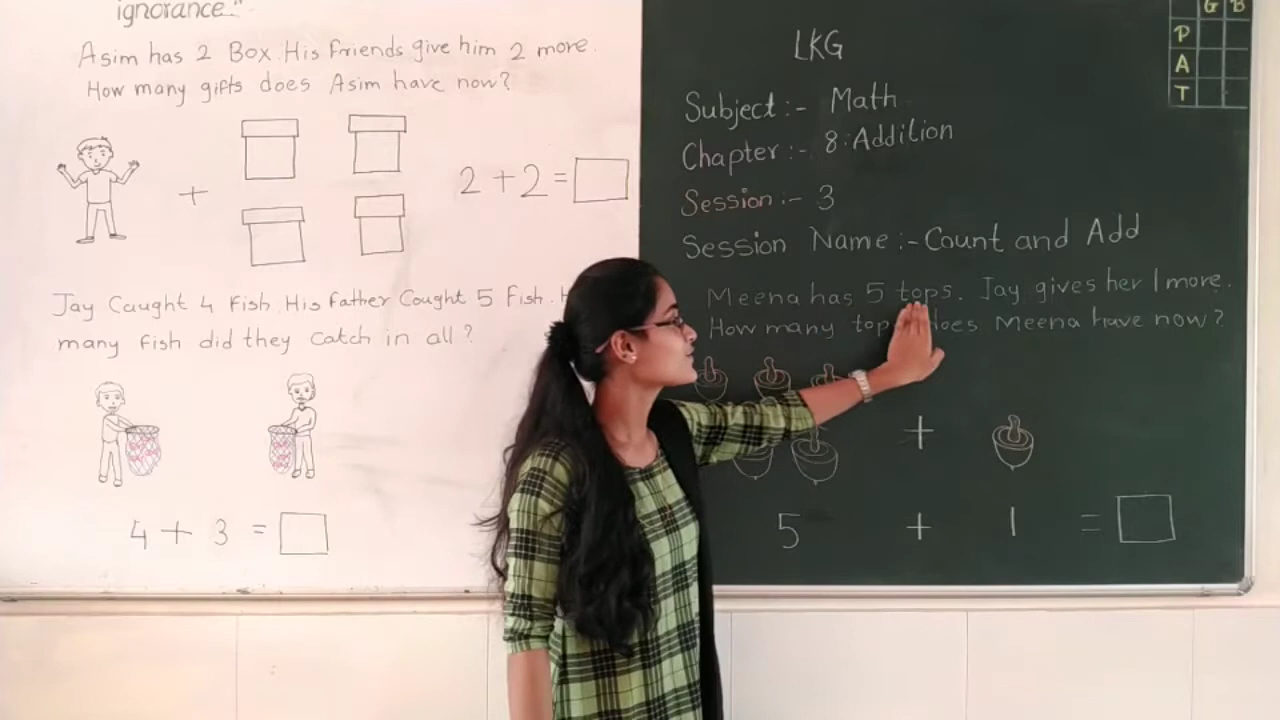 ignorance."
Asim has 2 Box. His friends give him 2 more.
How many gifts does Asim have now?
+
2 + 2 =
Jay Caught 4 Fish. His father Cought 5 Fish. H
many fish did they catch in all?
4 + 3 =
G B
P
A
T
LKG
Subject :- Math
Chapter :- 8:Addition
Session :- 3
Session Name :- Count and Add
Meena has 5 tops. Jay gives her 1 more.
How many top does Meena have now?
+
5 + 1 =